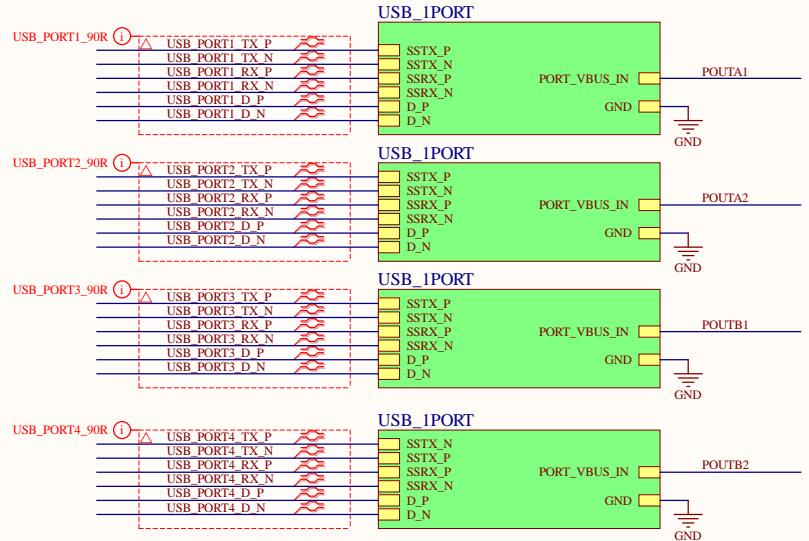 USB_1PORT
USB_PORT1_90R i
USB_PORT1_TX_P SSTX_P
USB_PORT1_TX_N SSTX_N
USB_PORT1_RX_P SSRX_P PORT_VBUS_IN POUTA1
USB_PORT1_RX_N SSRX_N
USB_PORT1_D_P D_P GND
USB_PORT1_D_N D_N
GND
USB_1PORT
USB_PORT2_90R i
USB_PORT2_TX_P SSTX_P
USB_PORT2_TX_N SSTX_N
USB_PORT2_RX_P SSRX_P PORT_VBUS_IN POUTA2
USB_PORT2_RX_N SSRX_N
USB_PORT2_D_P D_P GND
USB_PORT2_D_N D_N
GND
USB_1PORT
USB_PORT3_90R i
USB_PORT3_TX_P SSTX_P
USB_PORT3_TX_N SSTX_N
USB_PORT3_RX_P SSRX_P PORT_VBUS_IN POUTB1
USB_PORT3_RX_N SSRX_N
USB_PORT3_D_P D_P GND
USB_PORT3_D_N D_N
GND
USB_1PORT
USB_PORT4_90R i
USB_PORT4_TX_P SSTX_N
USB_PORT4_TX_N SSTX_P
USB_PORT4_RX_P SSRX_P PORT_VBUS_IN POUTB2
USB_PORT4_RX_N SSRX_N
USB_PORT4_D_P D_P GND
USB_PORT4_D_N D_N
GND